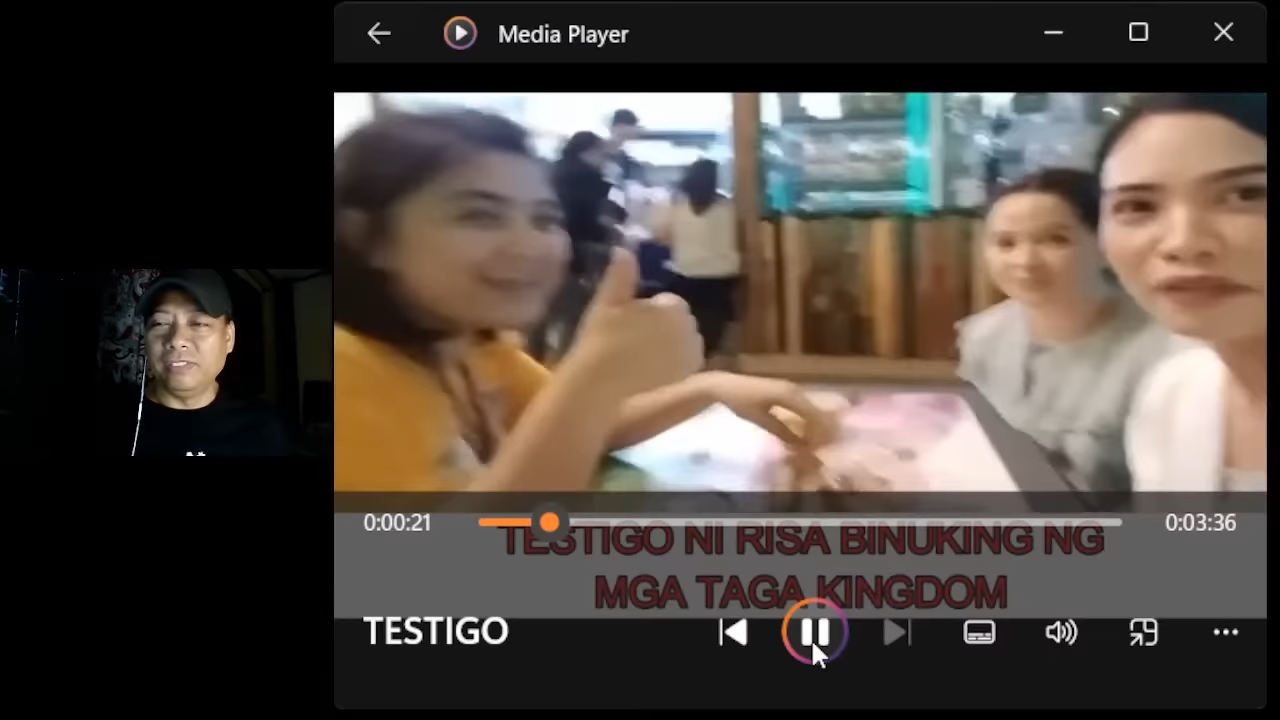 Media Player
0:00:21
0:03:36
TESTIGO NI RISA BINUKING NG
MGA TAGA KINGDOM
TESTIGO